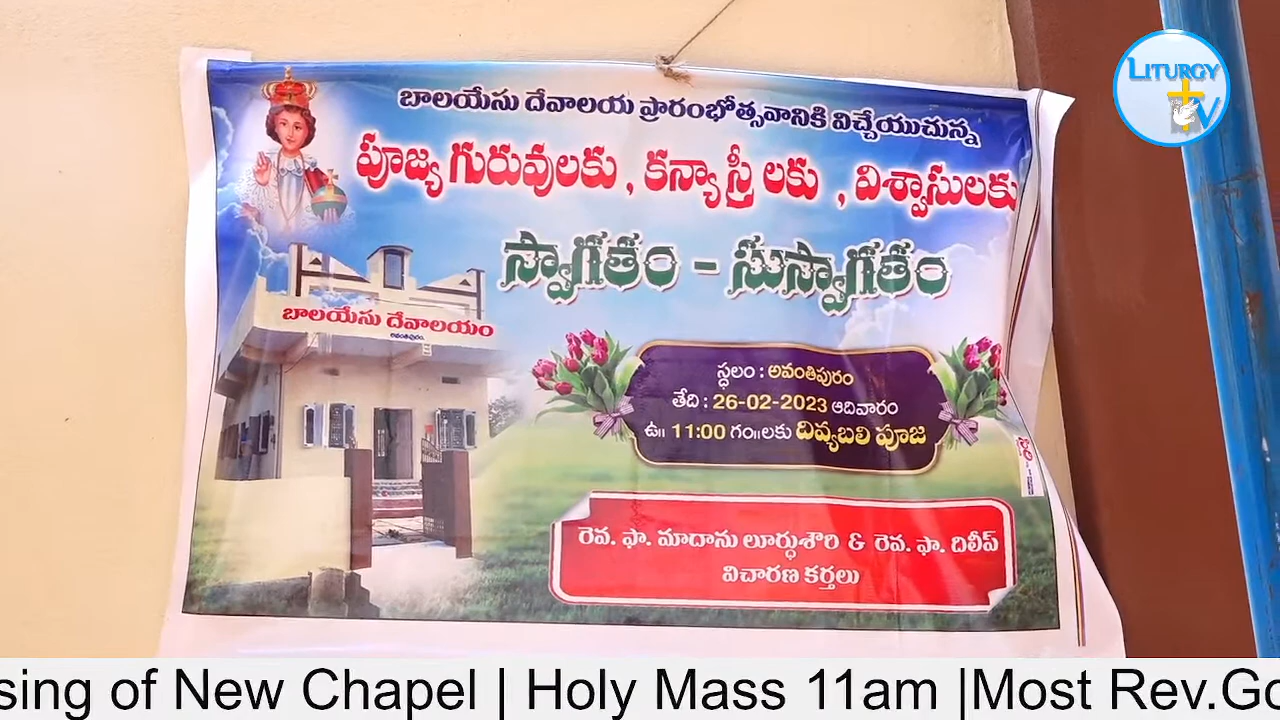 LITURGY
TV
బాలయేసు దేవాలయ ప్రారంభోత్సవానికి విచ్చేయుచున్న
పూజ్య గురువులకు , కన్యాస్త్రీ లకు , విశ్వాసులకు
స్వాగతం - సుస్వాగతం
బాలయేసు దేవాలయం
అవంతిపురం.
స్థలం : అవంతిపురం
తేది : 26-02-2023 ఆదివారం
ఉ॥ 11:00 గం॥లకు దివ్యబలి పూజ
రెవ. ఫా. మాదాను లూర్ధుశౌరి & రెవ. ఫా. దిలీప్
విచారణ కర్తలు
sing of New Chapel | Holy Mass 11am |Most Rev.Go